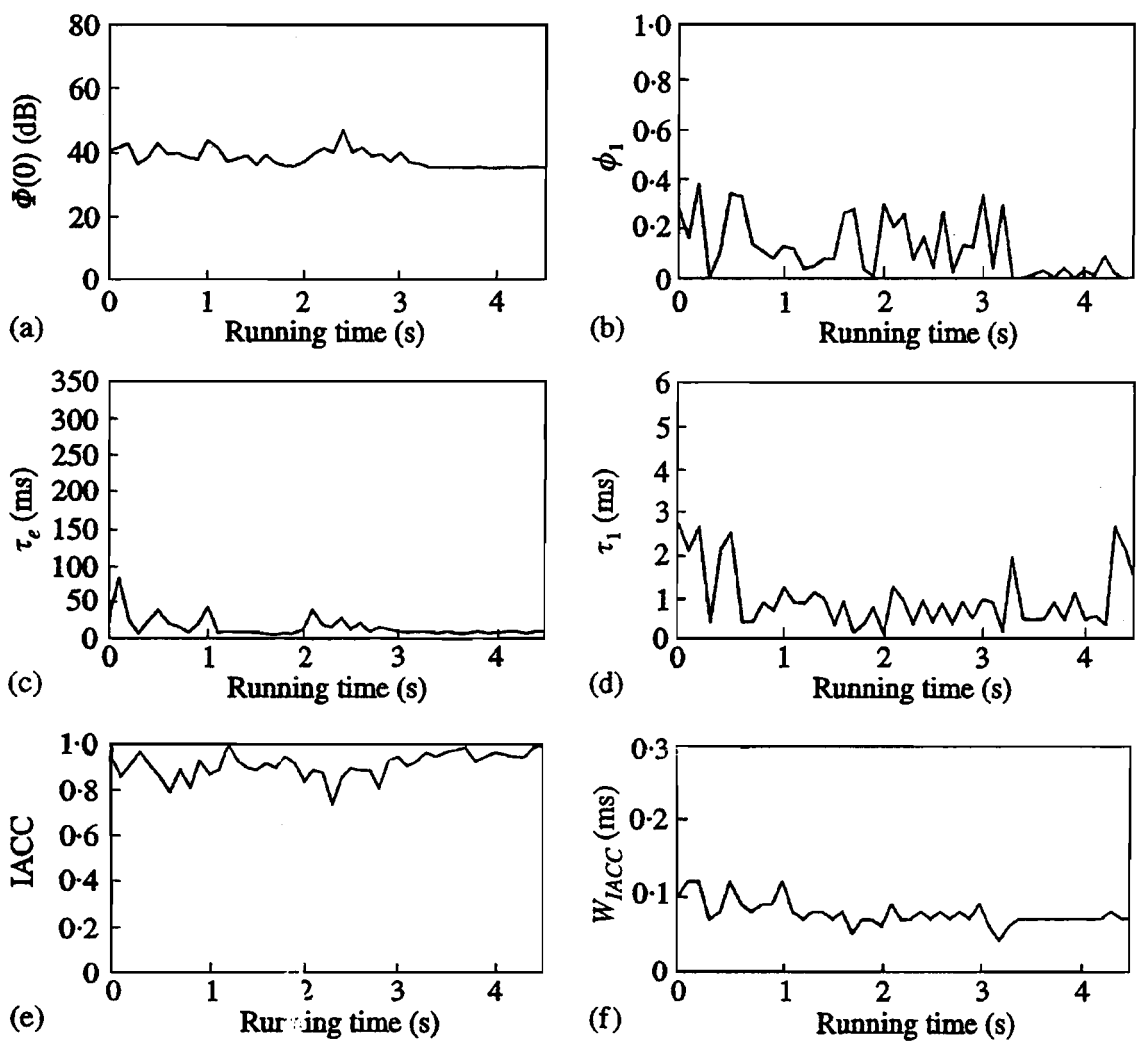 80
60
40
20
0
Φ(0) (dB)
0 1 2 3 4
(a) Running time (s)
1·0
0·8
0·6
0·4
0·2
0
ϕ₁
0 1 2 3 4
(b) Running time (s)
350
300
250
200
150
100
50
0
τₑ (ms)
0 1 2 3 4
(c) Running time (s)
6
5
4
3
2
1
0
τ₁ (ms)
0 1 2 3 4
(d) Running time (s)
1·0
0·8
0·6
0·4
0·2
0
IACC
0 1 2 3 4
(e) Running time (s)
0·3
0·2
0·1
0
W_IACC (ms)
0 1 2 3 4
(f) Running time (s)